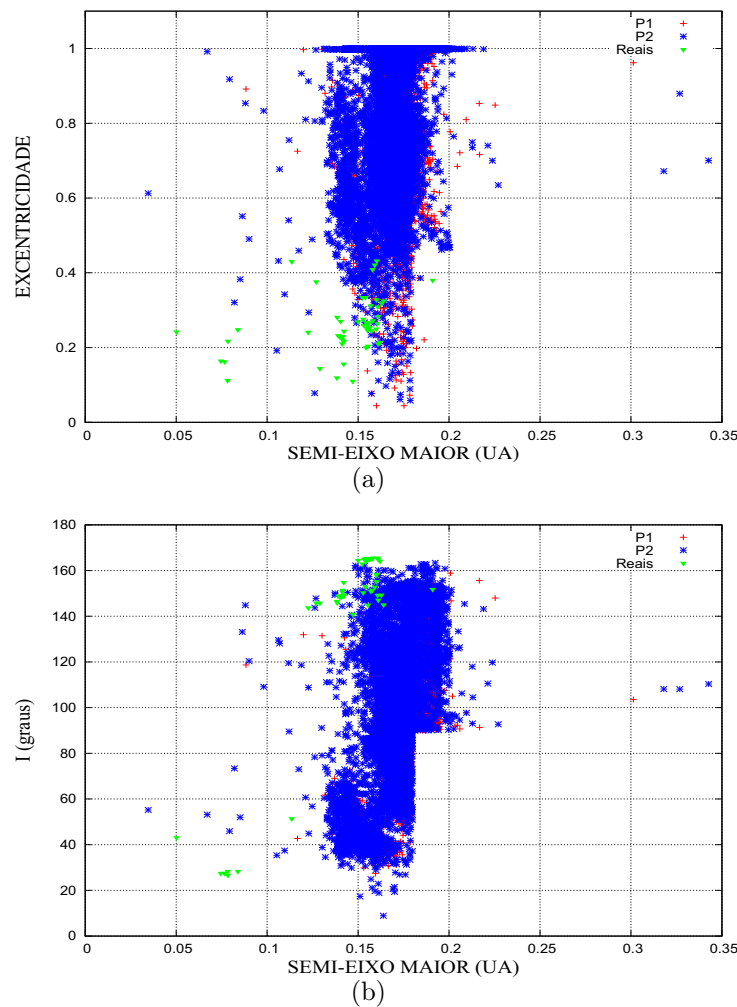 P1
P2
Reais
1
0.8
0.6
0.4
0.2
0
EXCENTRICIDADE
0 0.05 0.1 0.15 0.2 0.25 0.3 0.35
SEMI-EIXO MAIOR (UA)
(a)
P1
P2
Reais
180
160
140
120
100
80
60
40
20
0
I (graus)
0 0.05 0.1 0.15 0.2 0.25 0.3 0.35
SEMI-EIXO MAIOR (UA)
(b)